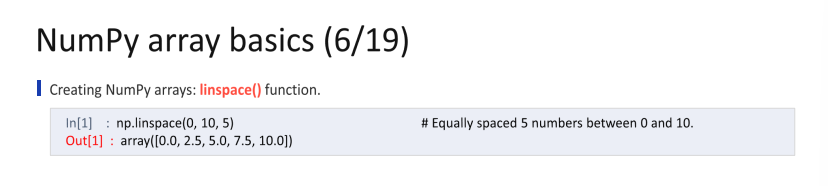 NumPy array basics (6/19)
Creating NumPy arrays: linspace() function.
In[1] : np.linspace(0, 10, 5) # Equally spaced 5 numbers between 0 and 10.
Out[1] : array([0.0, 2.5, 5.0, 7.5, 10.0])